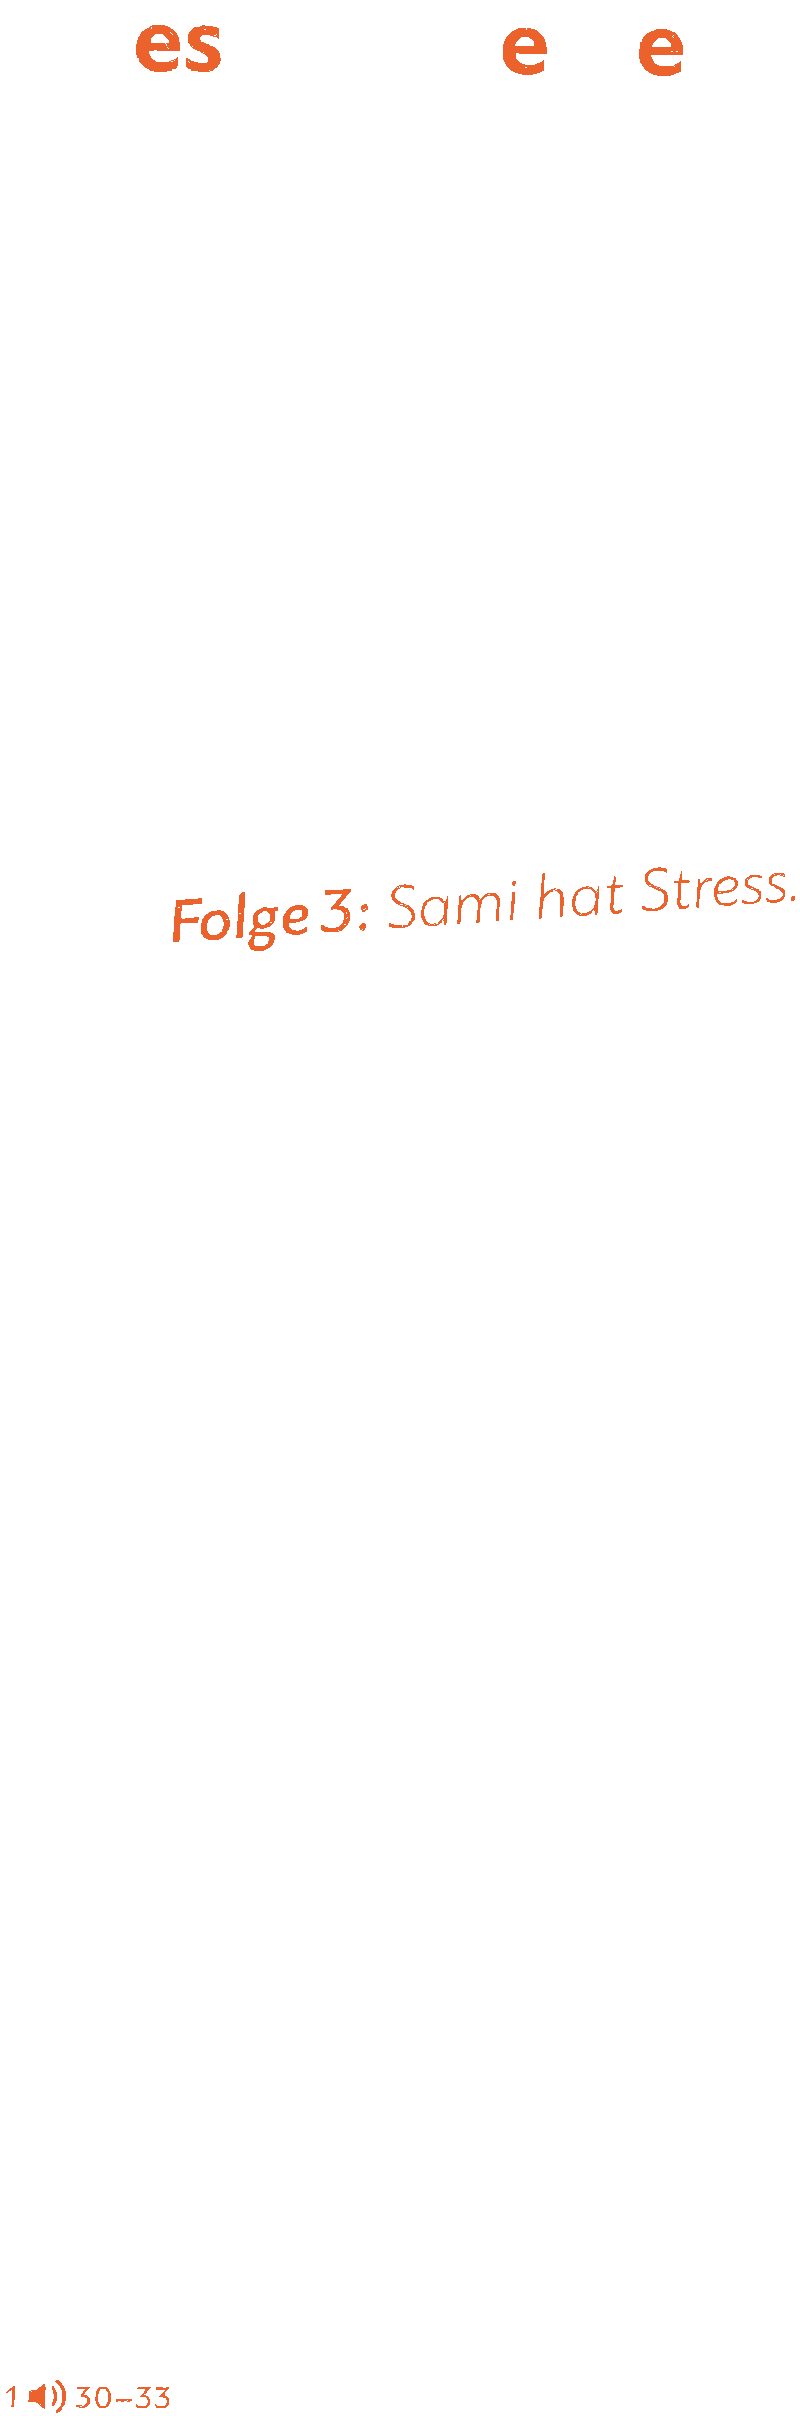 es e e
Folge 3: Sami hat Stress.
1 30–33